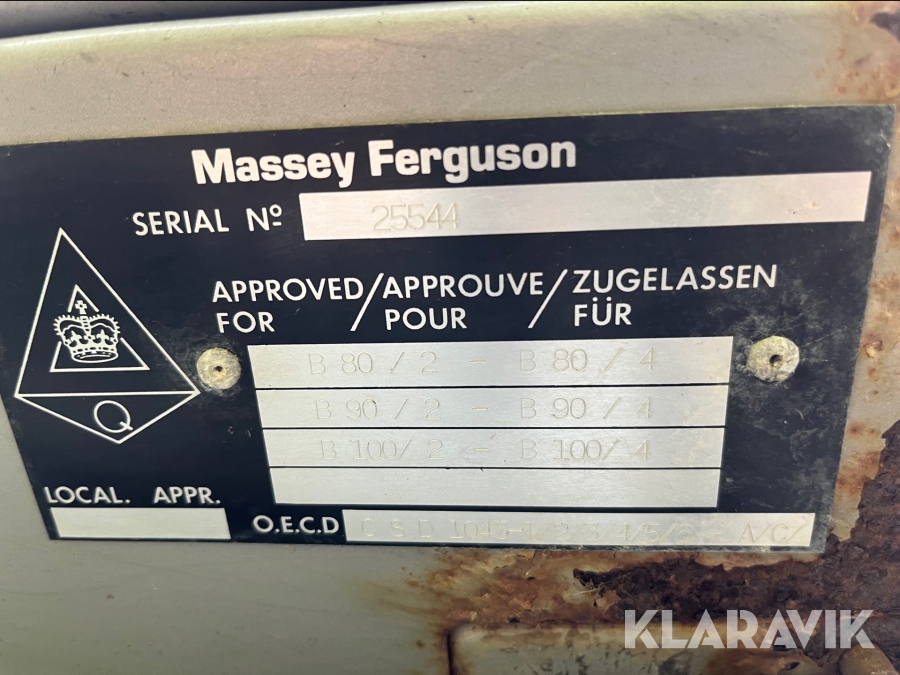 Massey Ferguson
SERIAL Nº 25544
APPROVED / APPROUVE / ZUGELASSEN
FOR POUR FÜR
B 80 / 2 - B 80 / 4
B 90 / 2 - B 90 / 4
B 100/ 2 - B 100/ 4
Q
LOCAL. APPR.
O.E.C.D C S D
KLARAVIK